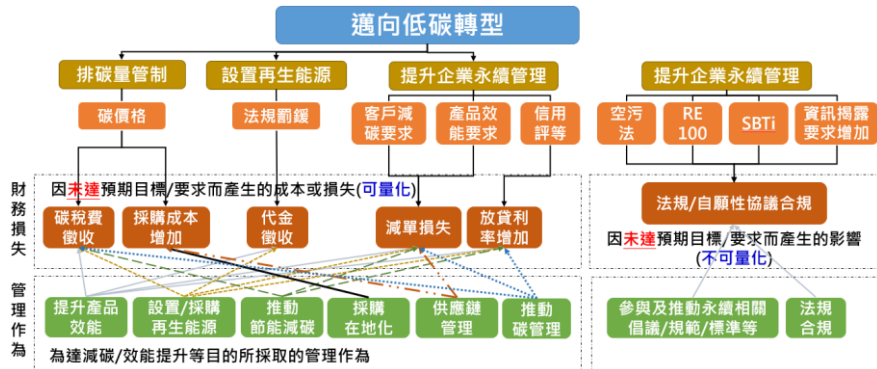 邁向低碳轉型
排碳量管制
設置再生能源
提升企業永續管理
提升企業永續管理
碳價格
法規罰鍰
客戶減
碳要求
產品效
能要求
信用
評等
空污
法
RE
100
SBTi
資訊揭露
要求增加
財務損失
因未達預期目標/要求而產生的成本或損失(可量化)
碳稅費
徵收
採購成本
增加
代金
徵收
減單損失
放貸利
率增加
法規/自願性協議合規
因未達預期目標/要求而產生的影響
(不可量化)
管理作為
提升產品
效能
設置/採購
再生能源
推動
節能減碳
採購
在地化
供應鏈
管理
推動
碳管理
為達減碳/效能提升等目的所採取的管理作為
參與及推動永續相關
倡議/規範/標準等
法規
合規